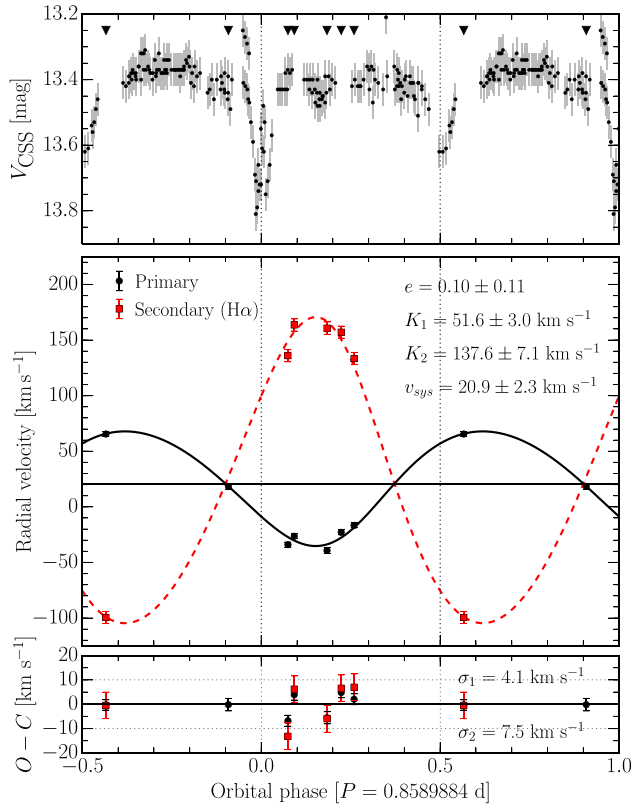 13.2
13.4
13.6
13.8
V_CSS [mag]
Primary
Secondary (Hα)
e = 0.10 ± 0.11
K_1 = 51.6 ± 3.0 km s^−1
K_2 = 137.6 ± 7.1 km s^−1
v_sys = 20.9 ± 2.3 km s^−1
200
150
100
50
0
−50
−100
Radial velocity [km s^−1]
20
10
0
−10
−20
O − C [km s^−1]
σ_1 = 4.1 km s^−1
σ_2 = 7.5 km s^−1
−0.5 0.0 0.5 1.0
Orbital phase [P = 0.8589884 d]